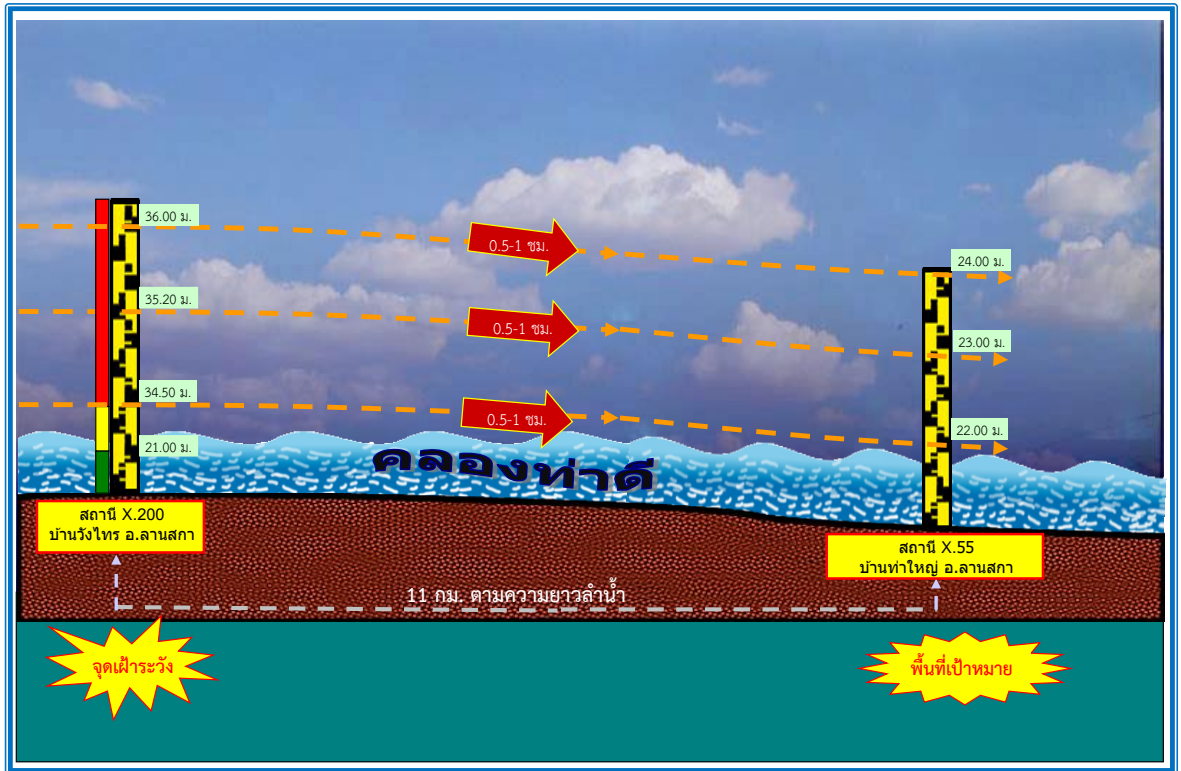 36.00 ม.
0.5-1 ชม.
24.00 ม.
35.20 ม.
0.5-1 ชม.
23.00 ม.
34.50 ม.
0.5-1 ชม.
22.00 ม.
21.00 ม.
คลองท่าดี
สถานี X.200
บ้านวังไทร อ.ลานสกา
สถานี X.55
บ้านท่าใหญ่ อ.ลานสกา
11 กม. ตามความยาวลำน้ำ
จุดเฝ้าระวัง
พื้นที่เป้าหมาย